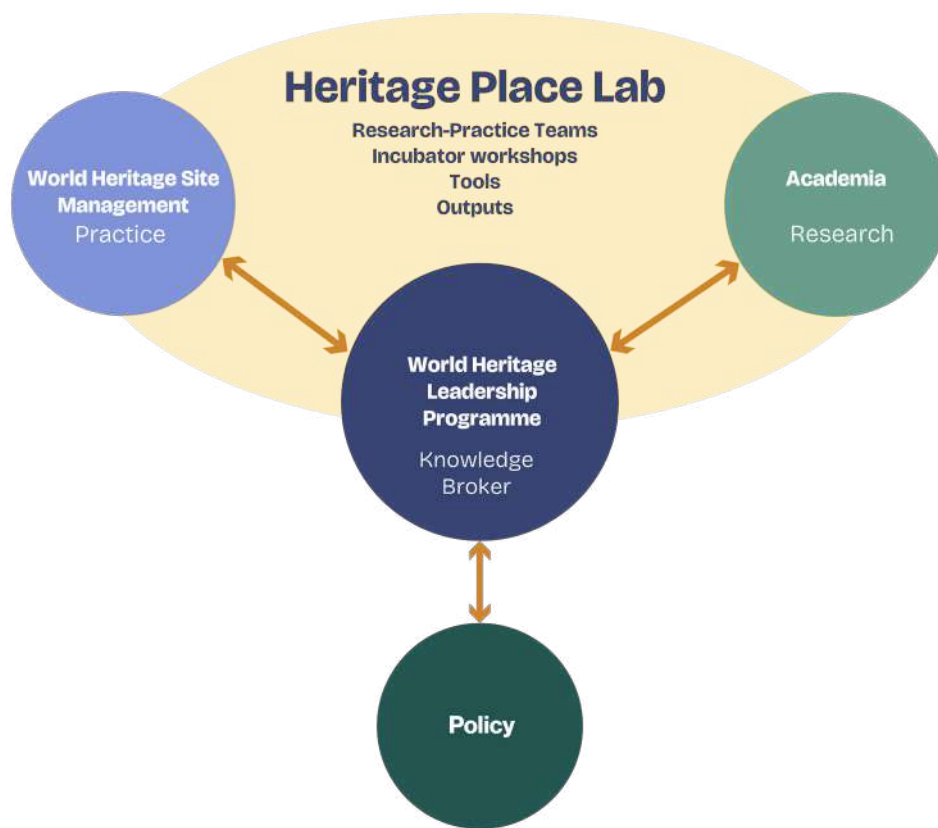 Heritage Place Lab
Research-Practice Teams
Incubator workshops
Tools
Outputs
World Heritage Site
Management
Practice
Academia
Research
World Heritage
Leadership
Programme
Knowledge
Broker
Policy